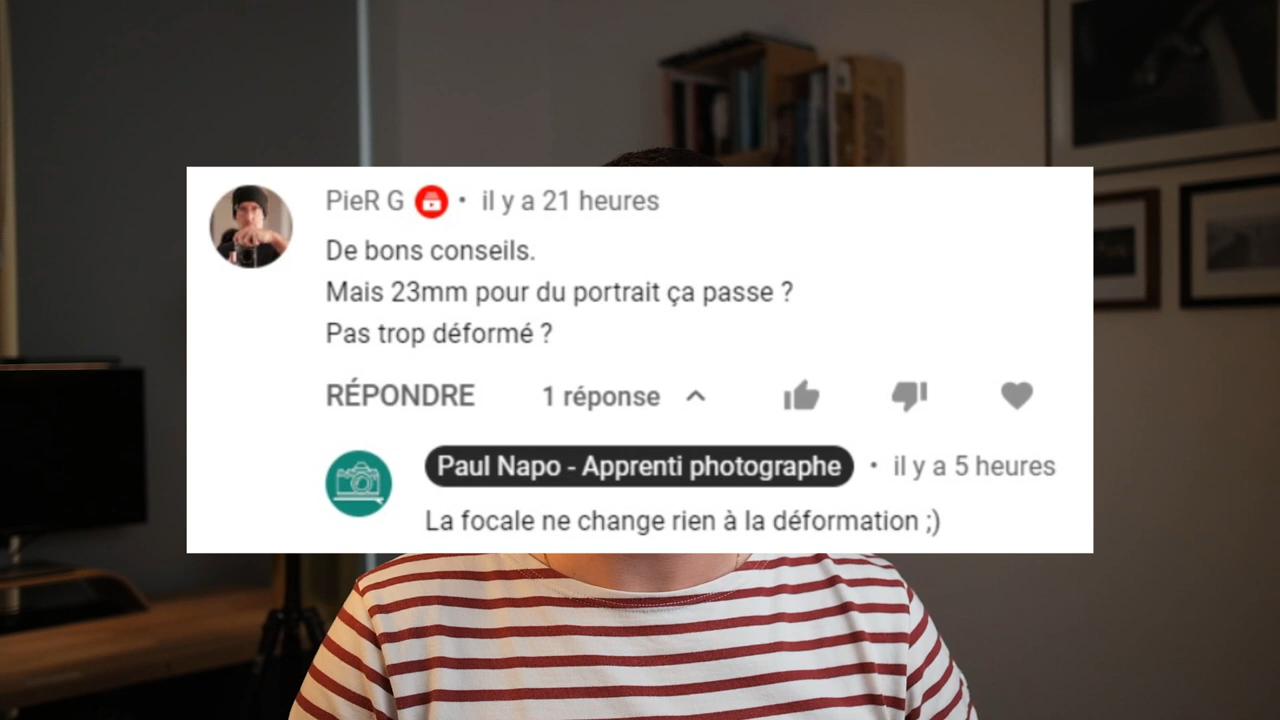 PieR G • il y a 21 heures
De bons conseils.
Mais 23mm pour du portrait ça passe ?
Pas trop déformé ?
RÉPONDRE 1 réponse
Paul Napo - Apprenti photographe • il y a 5 heures
La focale ne change rien à la déformation ;)